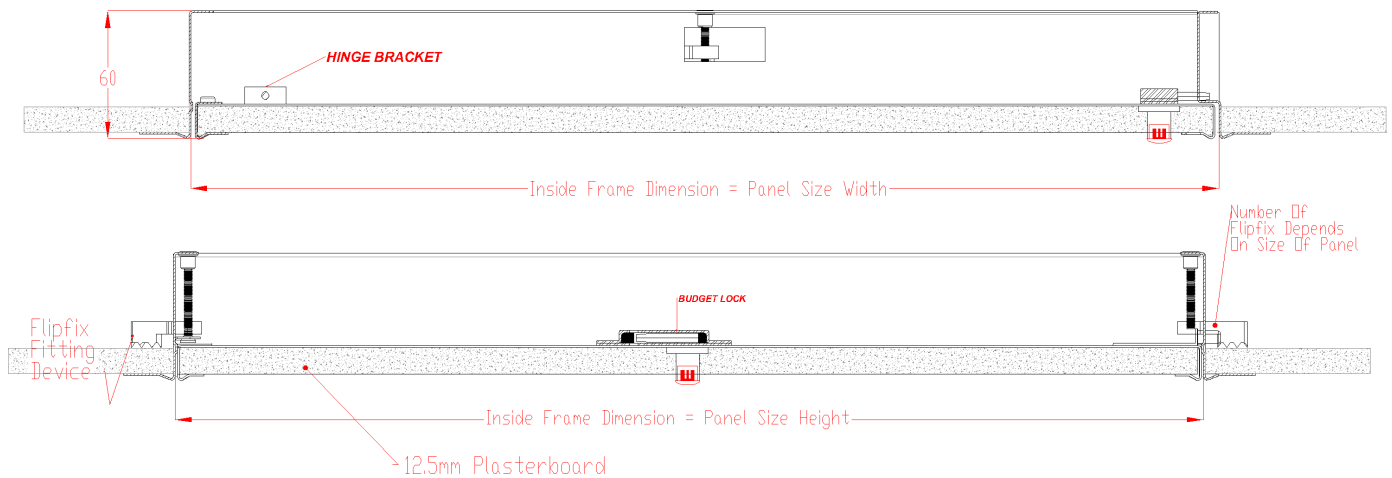 HINGE BRACKET
60
Inside Frame Dimension = Panel Size Width
Number Of
Flipfix Depends
On Size Of Panel
BUDGET LOCK
Flipfix
Fitting
Device
Inside Frame Dimension = Panel Size Height
12.5mm Plasterboard